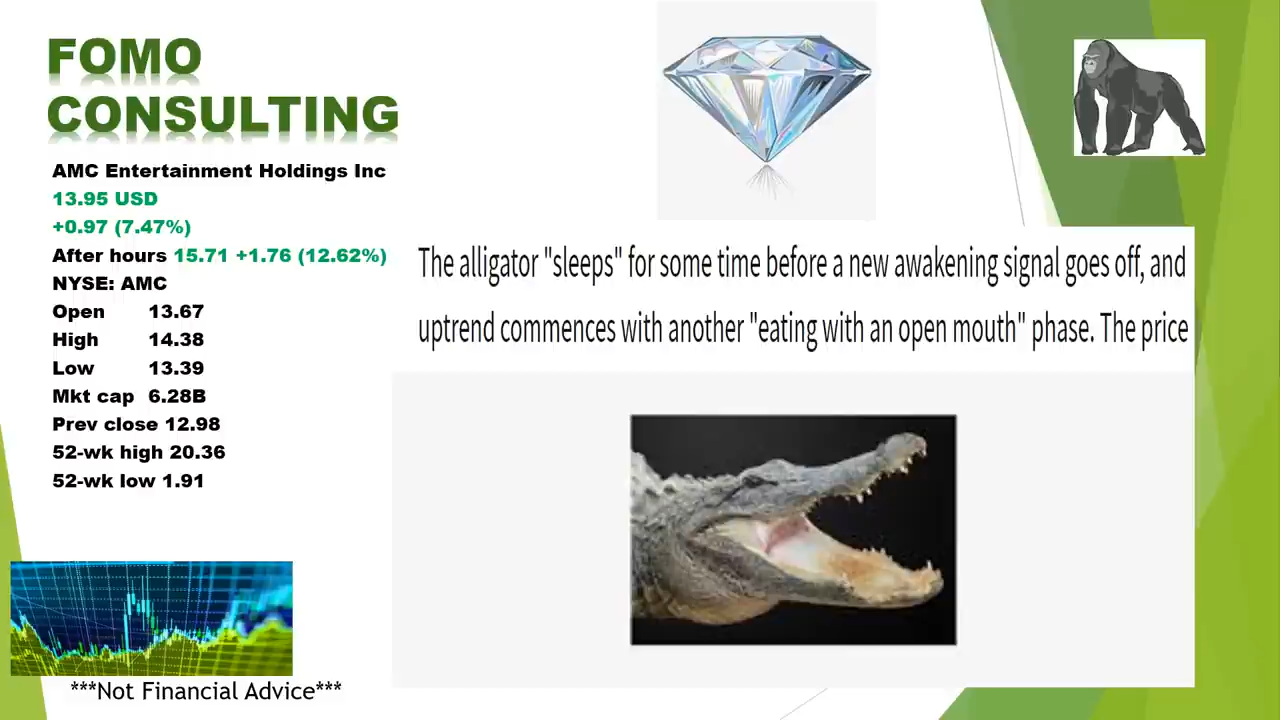 FOMO
CONSULTING
AMC Entertainment Holdings Inc
13.95 USD
+0.97 (7.47%)
After hours 15.71 +1.76 (12.62%)
NYSE: AMC
Open 13.67
High 14.38
Low 13.39
Mkt cap 6.28B
Prev close 12.98
52-wk high 20.36
52-wk low 1.91
***Not Financial Advice***
The alligator "sleeps" for some time before a new awakening signal goes off, and
uptrend commences with another "eating with an open mouth" phase. The price